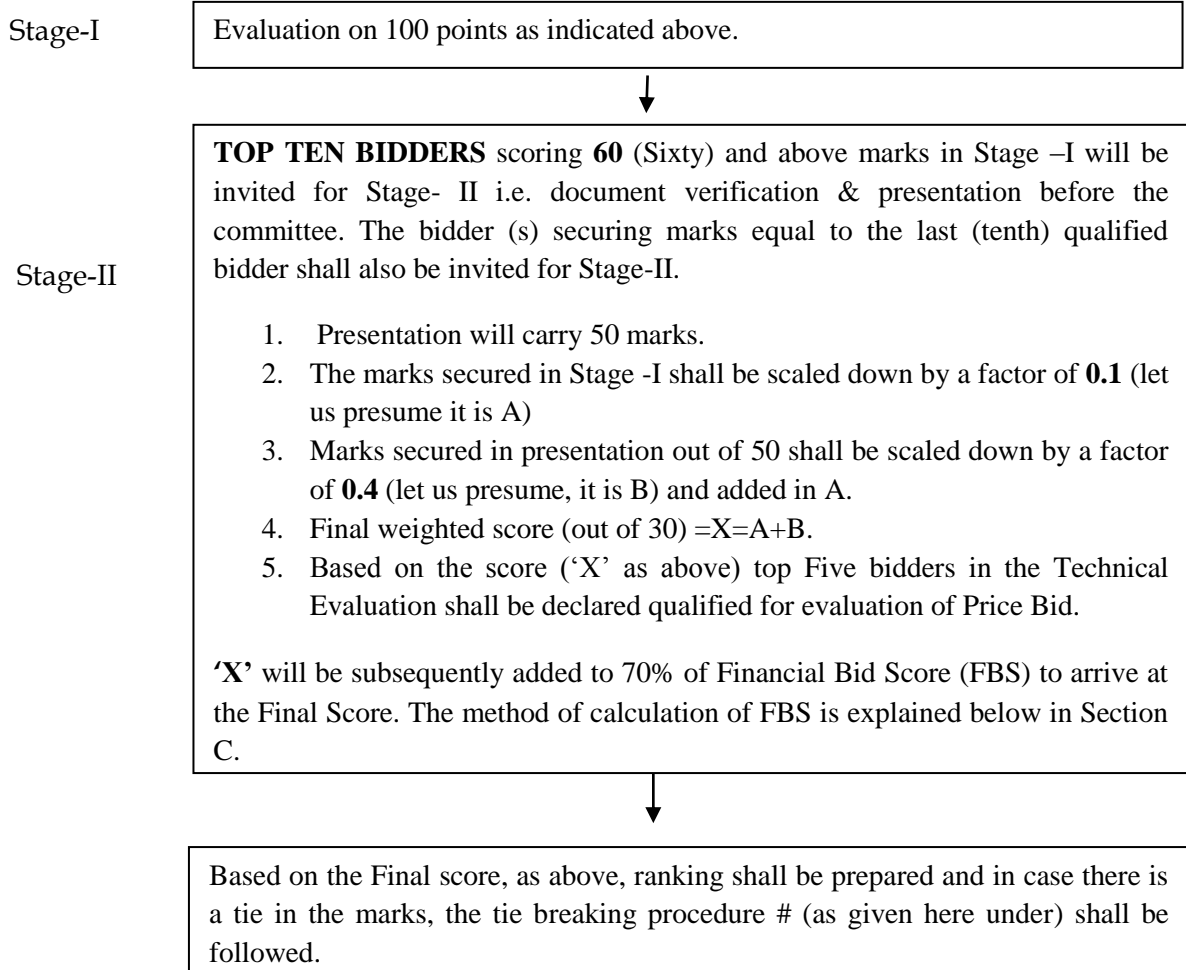 Stage-I
Evaluation on 100 points as indicated above.
TOP TEN BIDDERS scoring 60 (Sixty) and above marks in Stage –I will be
invited for Stage- II i.e. document verification & presentation before the
committee. The bidder (s) securing marks equal to the last (tenth) qualified
bidder shall also be invited for Stage-II.
Stage-II
1. Presentation will carry 50 marks.
2. The marks secured in Stage -I shall be scaled down by a factor of 0.1 (let
us presume it is A)
3. Marks secured in presentation out of 50 shall be scaled down by a factor
of 0.4 (let us presume, it is B) and added in A.
4. Final weighted score (out of 30) =X=A+B.
5. Based on the score (‘X’ as above) top Five bidders in the Technical
Evaluation shall be declared qualified for evaluation of Price Bid.
‘X’ will be subsequently added to 70% of Financial Bid Score (FBS) to arrive at
the Final Score. The method of calculation of FBS is explained below in Section
C.
Based on the Final score, as above, ranking shall be prepared and in case there is
a tie in the marks, the tie breaking procedure # (as given here under) shall be
followed.